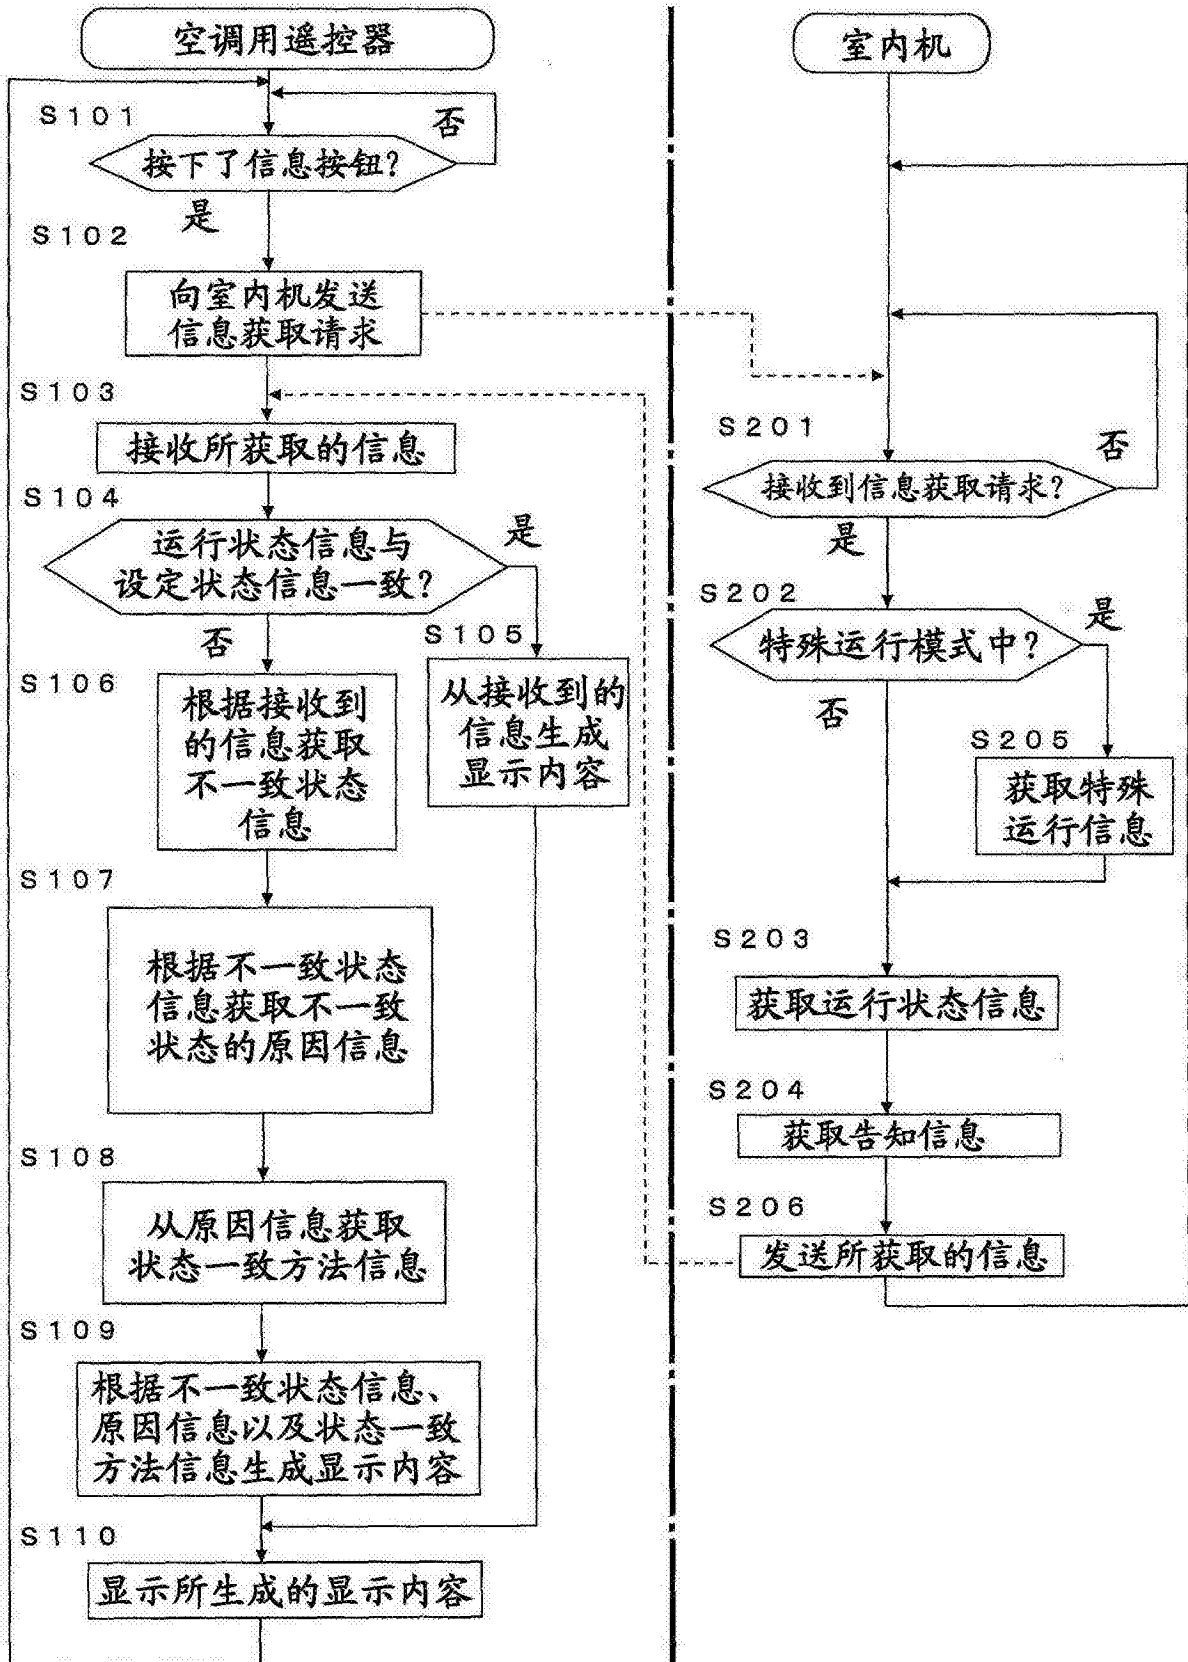 空调用遥控器
S101
否
按下了信息按钮?
是
S102
向室内机发送
信息获取请求
S103
接收所获取的信息
S104
运行状态信息与
设定状态信息一致?
是
否
S105
从接收到的
信息生成
显示内容
S106
根据接收到
的信息获取
不一致状态
信息
S107
根据不一致状态
信息获取不一致
状态的原因信息
S108
从原因信息获取
状态一致方法信息
S109
根据不一致状态信息、
原因信息以及状态一致
方法信息生成显示内容
S110
显示所生成的显示内容
室内机
S201
否
接收到信息获取请求?
是
S202
是
特殊运行模式中?
否
S205
获取特殊
运行信息
S203
获取运行状态信息
S204
获取告知信息
S206
发送所获取的信息